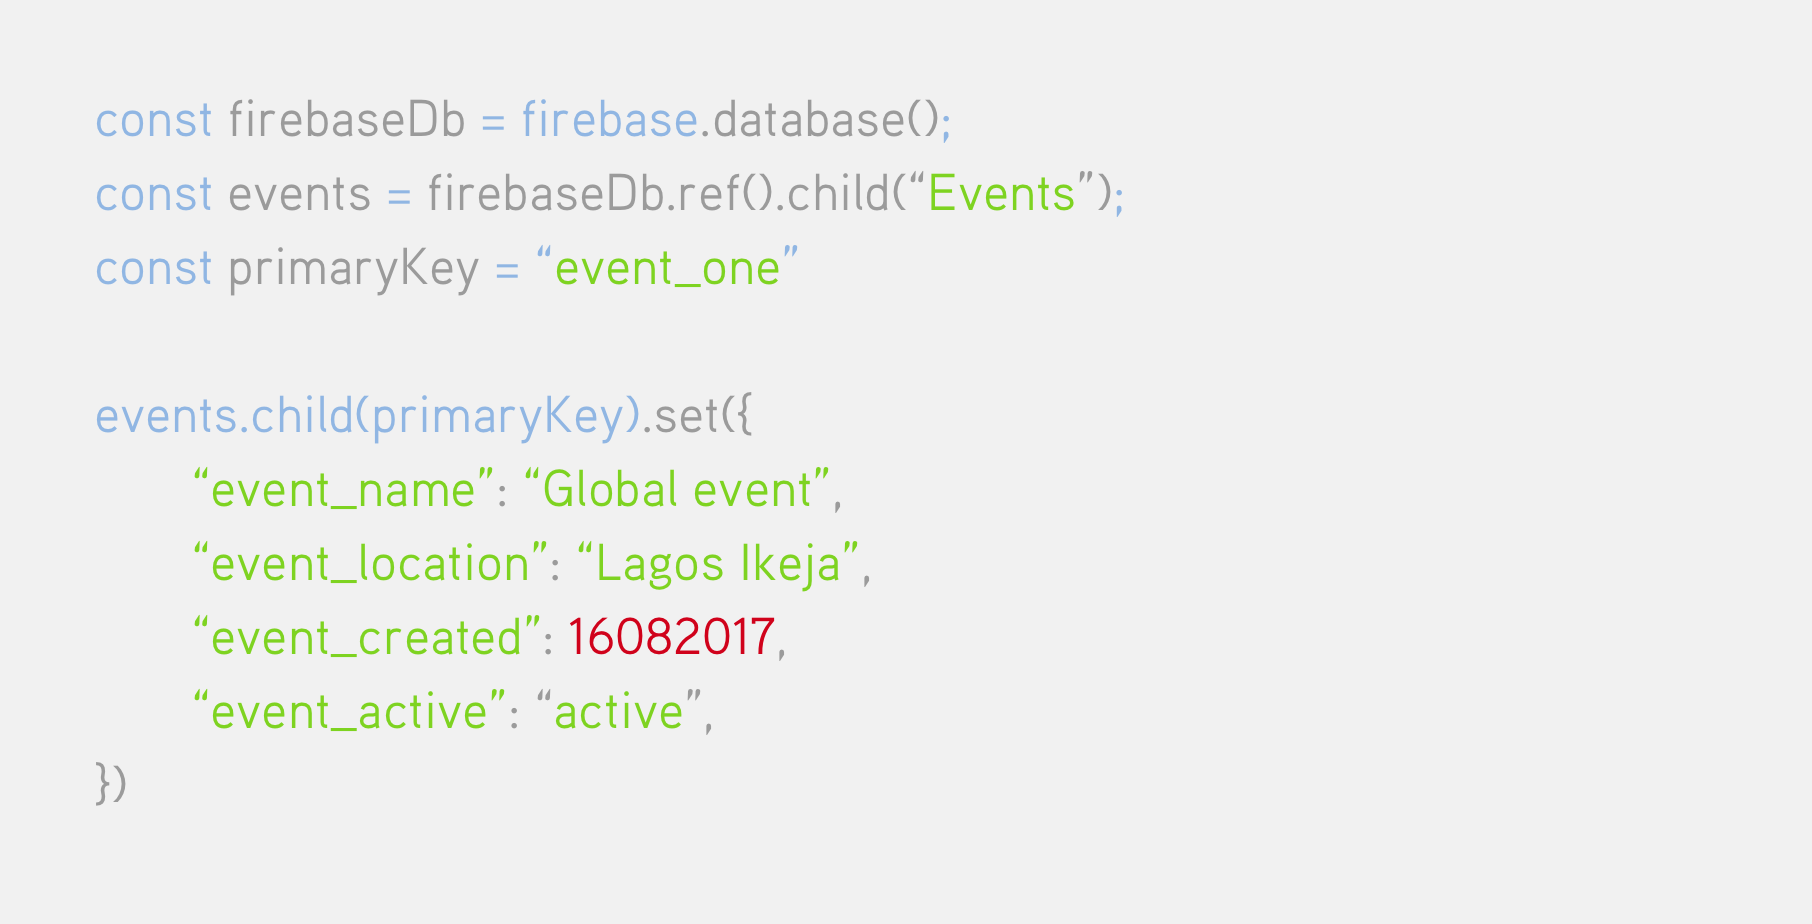 const firebaseDb = firebase.database();
const events = firebaseDb.ref().child(“Events”);
const primaryKey = “event_one”
events.child(primaryKey).set({
“event_name”: “Global event”,
“event_location”: “Lagos Ikeja”,
“event_created”: 16082017,
“event_active”: “active”,
})